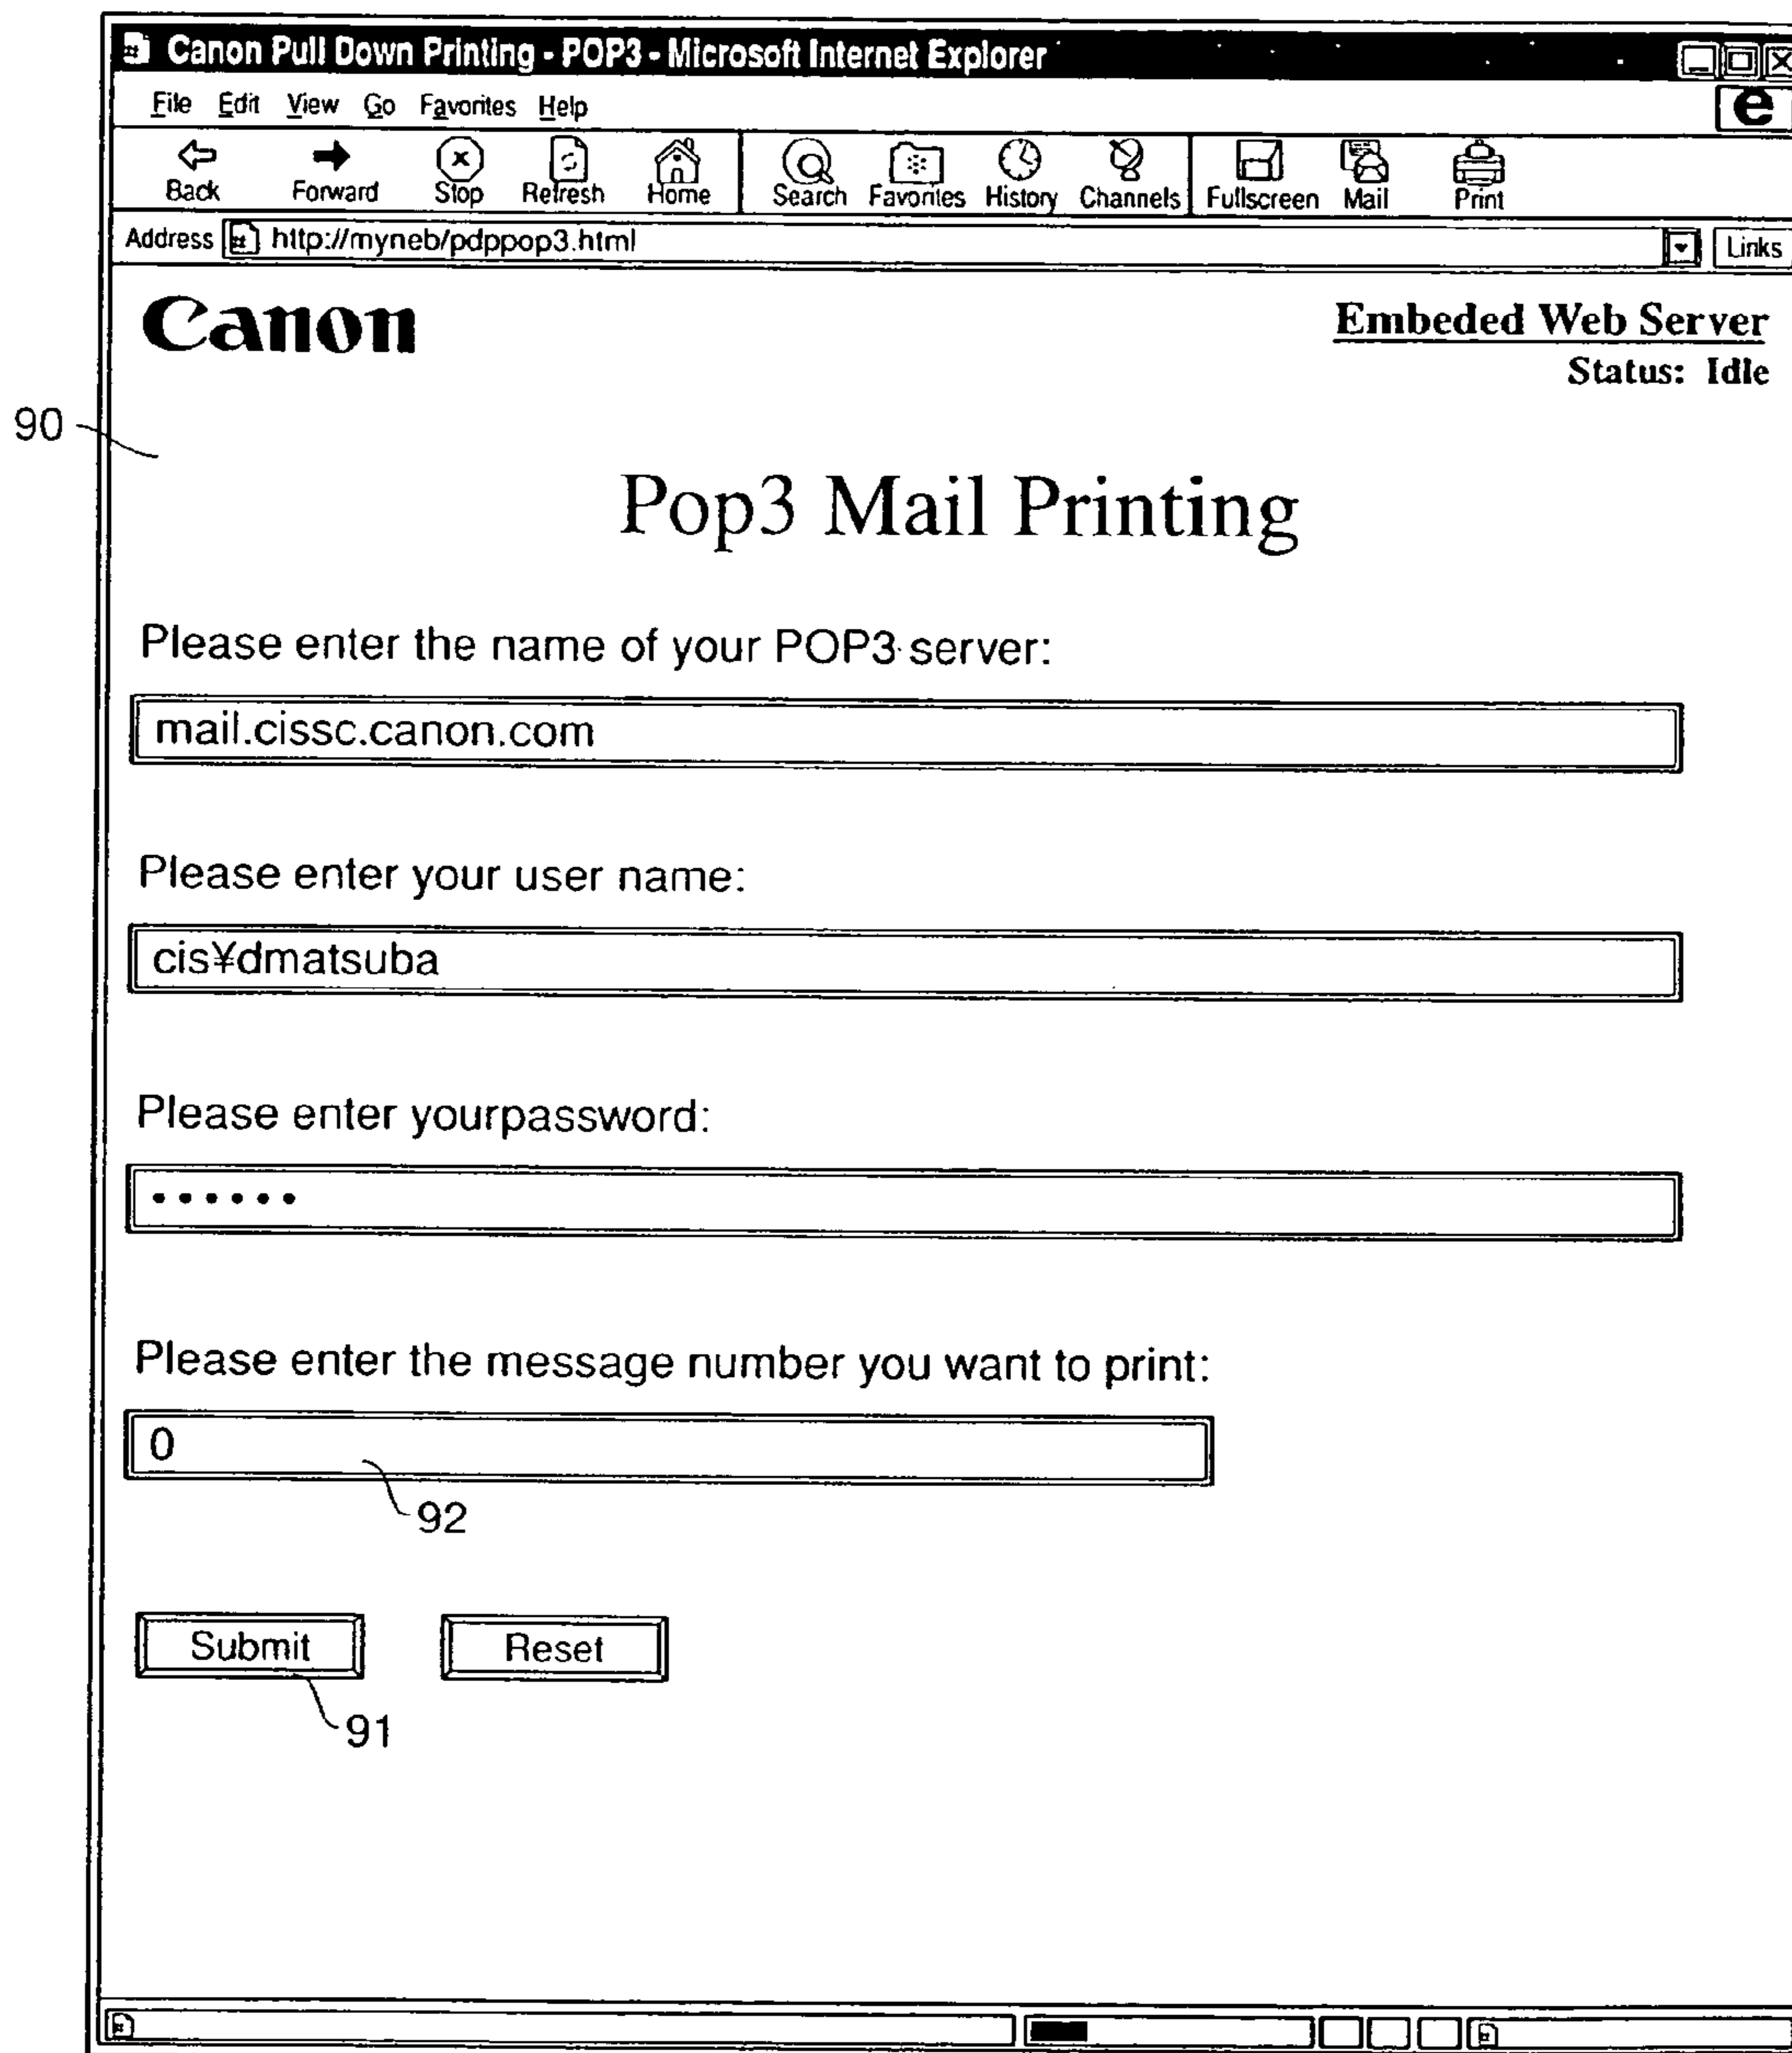 Canon Pull Down Printing - POP3 - Microsoft Internet Explorer
File Edit View Go Favorites Help
e
Back Forward Stop Refresh Home Search Favorites History Channels Fullscreen Mail Print
Address http://myneb/pdppop3.html Links
Canon
Embeded Web Server
Status: Idle
90
Pop3 Mail Printing
Please enter the name of your POP3 server:
mail.cissc.canon.com
Please enter your user name:
cis¥dmatsuba
Please enter yourpassword:
••••••
Please enter the message number you want to print:
0
92
Submit Reset
91